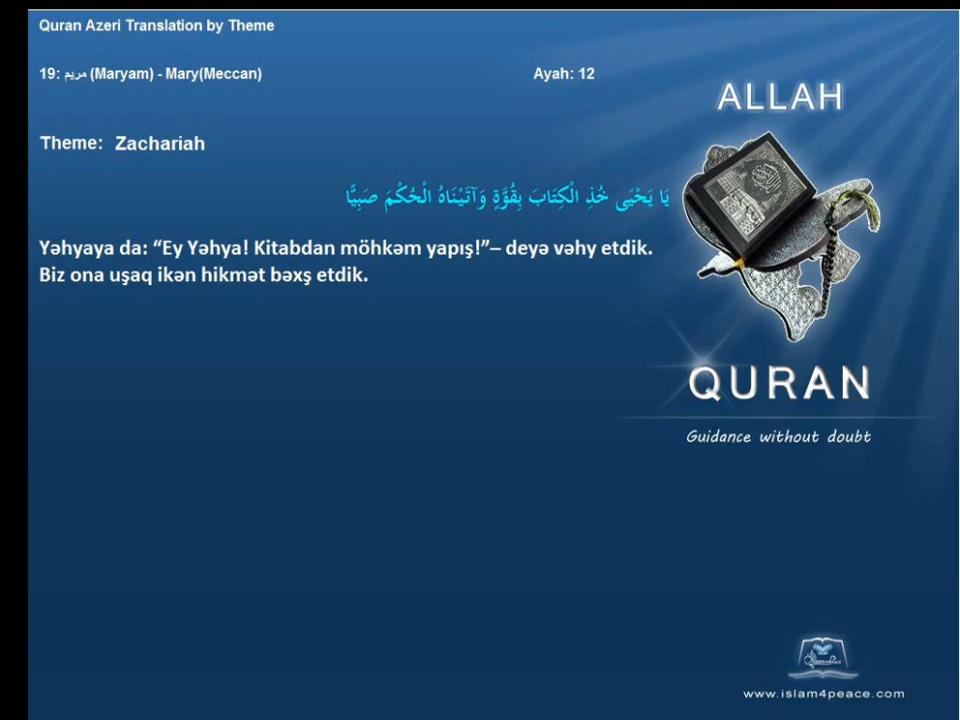 Quran Azeri Translation by Theme
19: مريم (Maryam) - Mary(Meccan)
Ayah: 12
ALLAH
Theme: Zachariah
يَا يَحْيَى خُذِ الْكِتَابَ بِقُوَّةٍ وَآتَيْنَاهُ الْحُكْمَ صَبِيًّا
Yəhyaya da: “Ey Yəhya! Kitabdan möhkəm yapış!”– deyə vəhy etdik.
Biz ona uşaq ikən hikmət bəxş etdik.
QURAN
Guidance without doubt
www.islam4peace.com